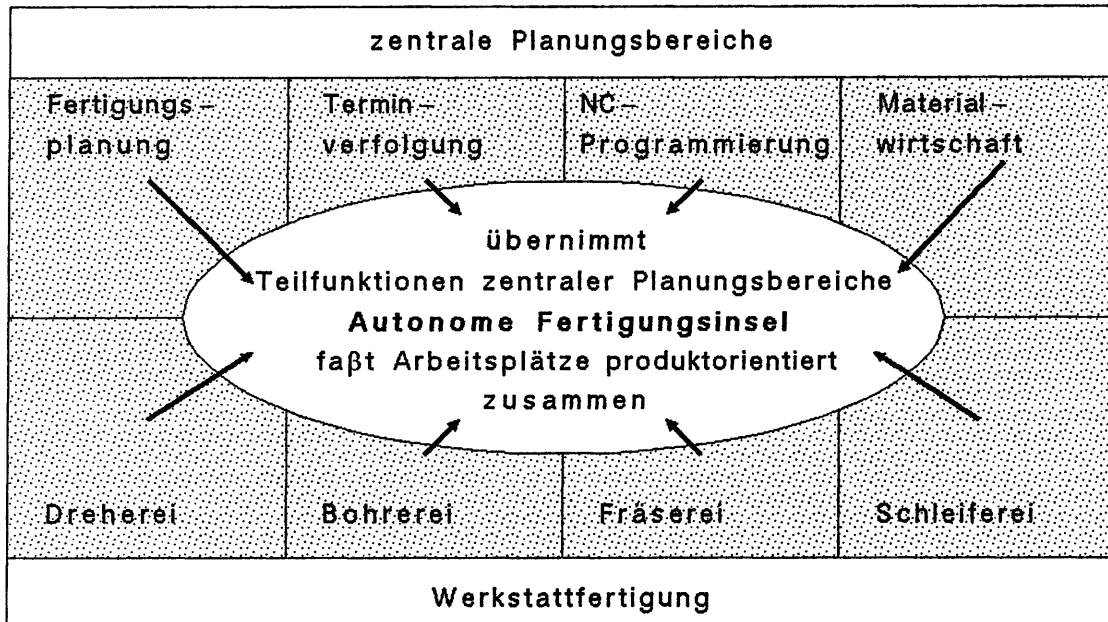 zentrale Planungsbereiche
Fertigungs–
planung
Termin–
verfolgung
NC–
Programmierung
Material–
wirtschaft
übernimmt
Teilfunktionen zentraler Planungsbereiche
Autonome Fertigungsinsel
faβt Arbeitsplätze produktorientiert
zusammen
Dreherei
Bohrerei
Fräserei
Schleiferei
Werkstattfertigung